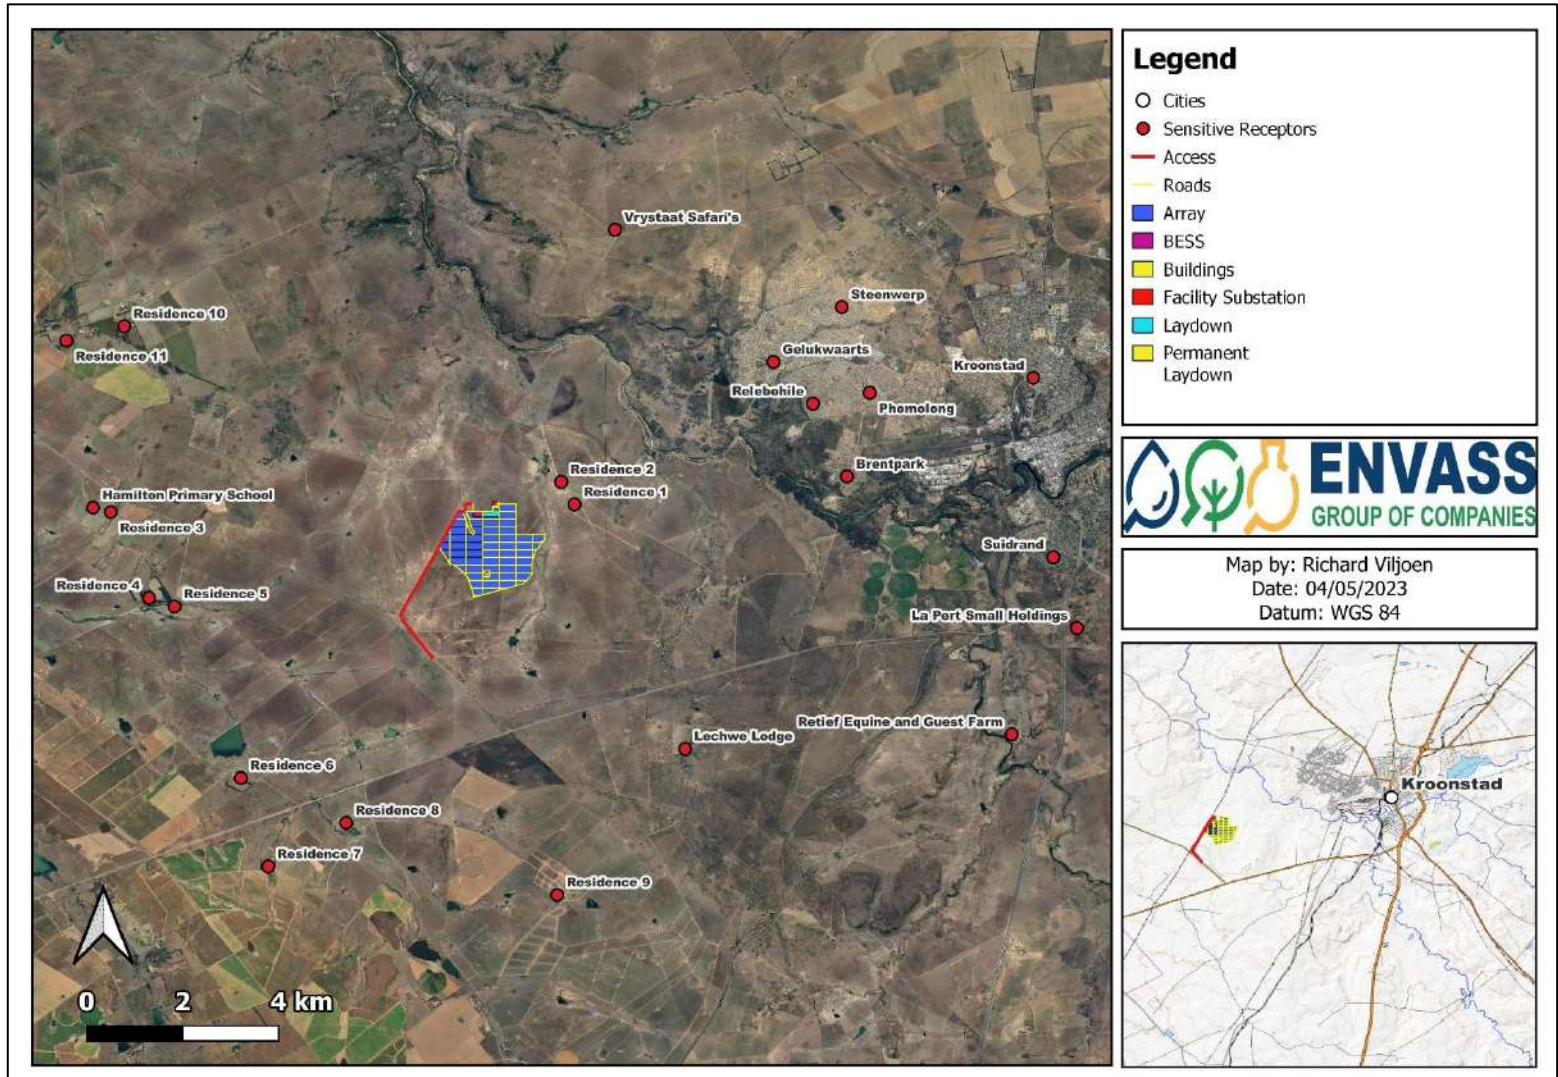 Vrystaat Safari's
Steenwerp
Residence 10
Residence 11
Gelukwaarts
Kroonstad
Relebohile
Phomolong
Brentpark
Residence 2
Residence 1
Hamilton Primary School
Residence 3
Suidrand
Residence 4
Residence 5
La Port Small Holdings
Retief Equine and Guest Farm
Lechwe Lodge
Residence 6
Residence 8
Residence 7
Residence 9
0 2 4 km
Legend
Cities
Sensitive Receptors
Access
Roads
Array
BESS
Buildings
Facility Substation
Laydown
Permanent
Laydown
ENVASS
GROUP OF COMPANIES
Map by: Richard Viljoen
Date: 04/05/2023
Datum: WGS 84
Kroonstad